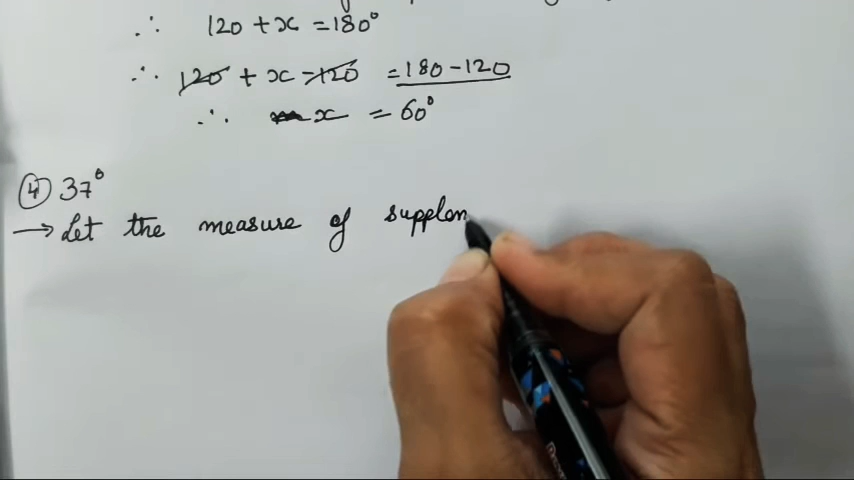 ∴ 120 + x = 180°
∴ 120 + x - 120 = 180 - 120
∴ x = 60°
④ 37°
→ Let the measure of supplem